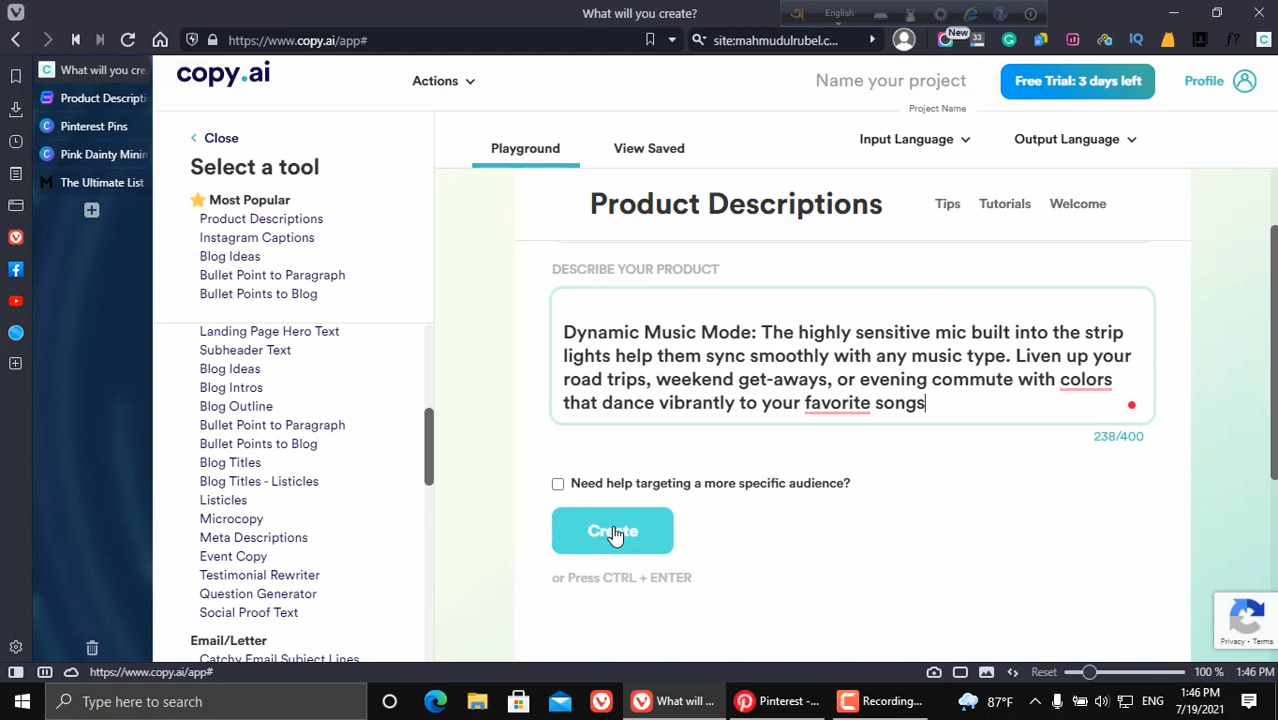 What will you create?
English
https://www.copy.ai/app#
site:mahmudulrubel.c...
New
33
What will you cre
Product Descripti
Pinterest Pins
Pink Dainty Mini
The Ultimate List
copy.ai
Actions
Name your project
Project Name
Free Trial: 3 days left
Profile
Close
Select a tool
Most Popular
Product Descriptions
Instagram Captions
Blog Ideas
Bullet Point to Paragraph
Bullet Points to Blog
Landing Page Hero Text
Subheader Text
Blog Ideas
Blog Intros
Blog Outline
Bullet Point to Paragraph
Bullet Points to Blog
Blog Titles
Blog Titles - Listicles
Listicles
Microcopy
Meta Descriptions
Event Copy
Testimonial Rewriter
Question Generator
Social Proof Text
Email/Letter
Catchy Email Subject Lines
Playground
View Saved
Input Language
Output Language
Product Descriptions
Tips
Tutorials
Welcome
DESCRIBE YOUR PRODUCT
Dynamic Music Mode: The highly sensitive mic built into the strip
lights help them sync smoothly with any music type. Liven up your
road trips, weekend get-aways, or evening commute with colors
that dance vibrantly to your favorite songs
238/400
Need help targeting a more specific audience?
Create
or Press CTRL + ENTER
Privacy - Terms
https://www.copy.ai/app#
Reset
100 %
1:46 PM
Type here to search
What will ...
Pinterest -...
Recording...
87°F
ENG
1:46 PM
7/19/2021